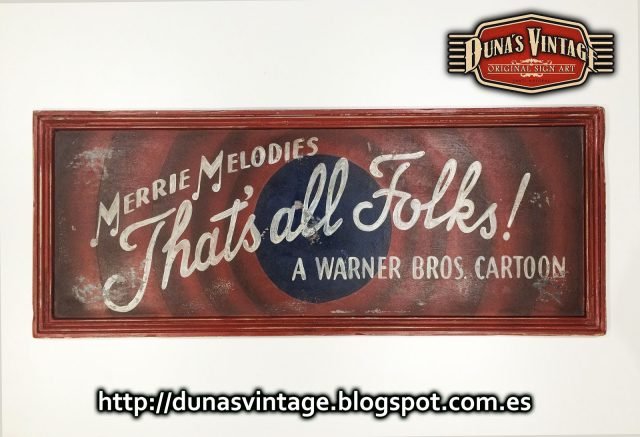 DUNA'S VINTAGE
ORIGINAL SIGN ART
MERRIE MELODIES
That's all Folks!
A WARNER BROS. CARTOON
http://dunasvintage.blogspot.com.es